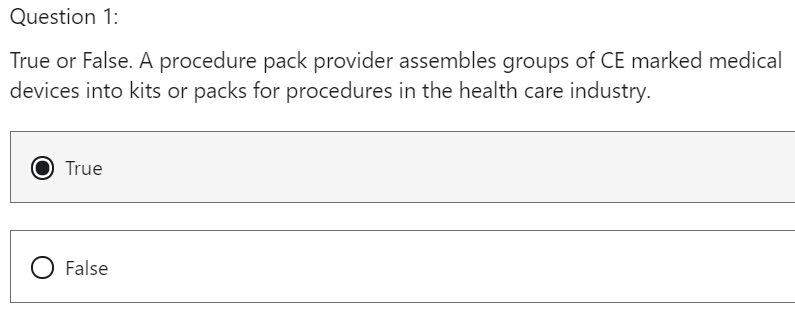 Question 1:
True or False. A procedure pack provider assembles groups of CE marked medical
devices into kits or packs for procedures in the health care industry.
True
False